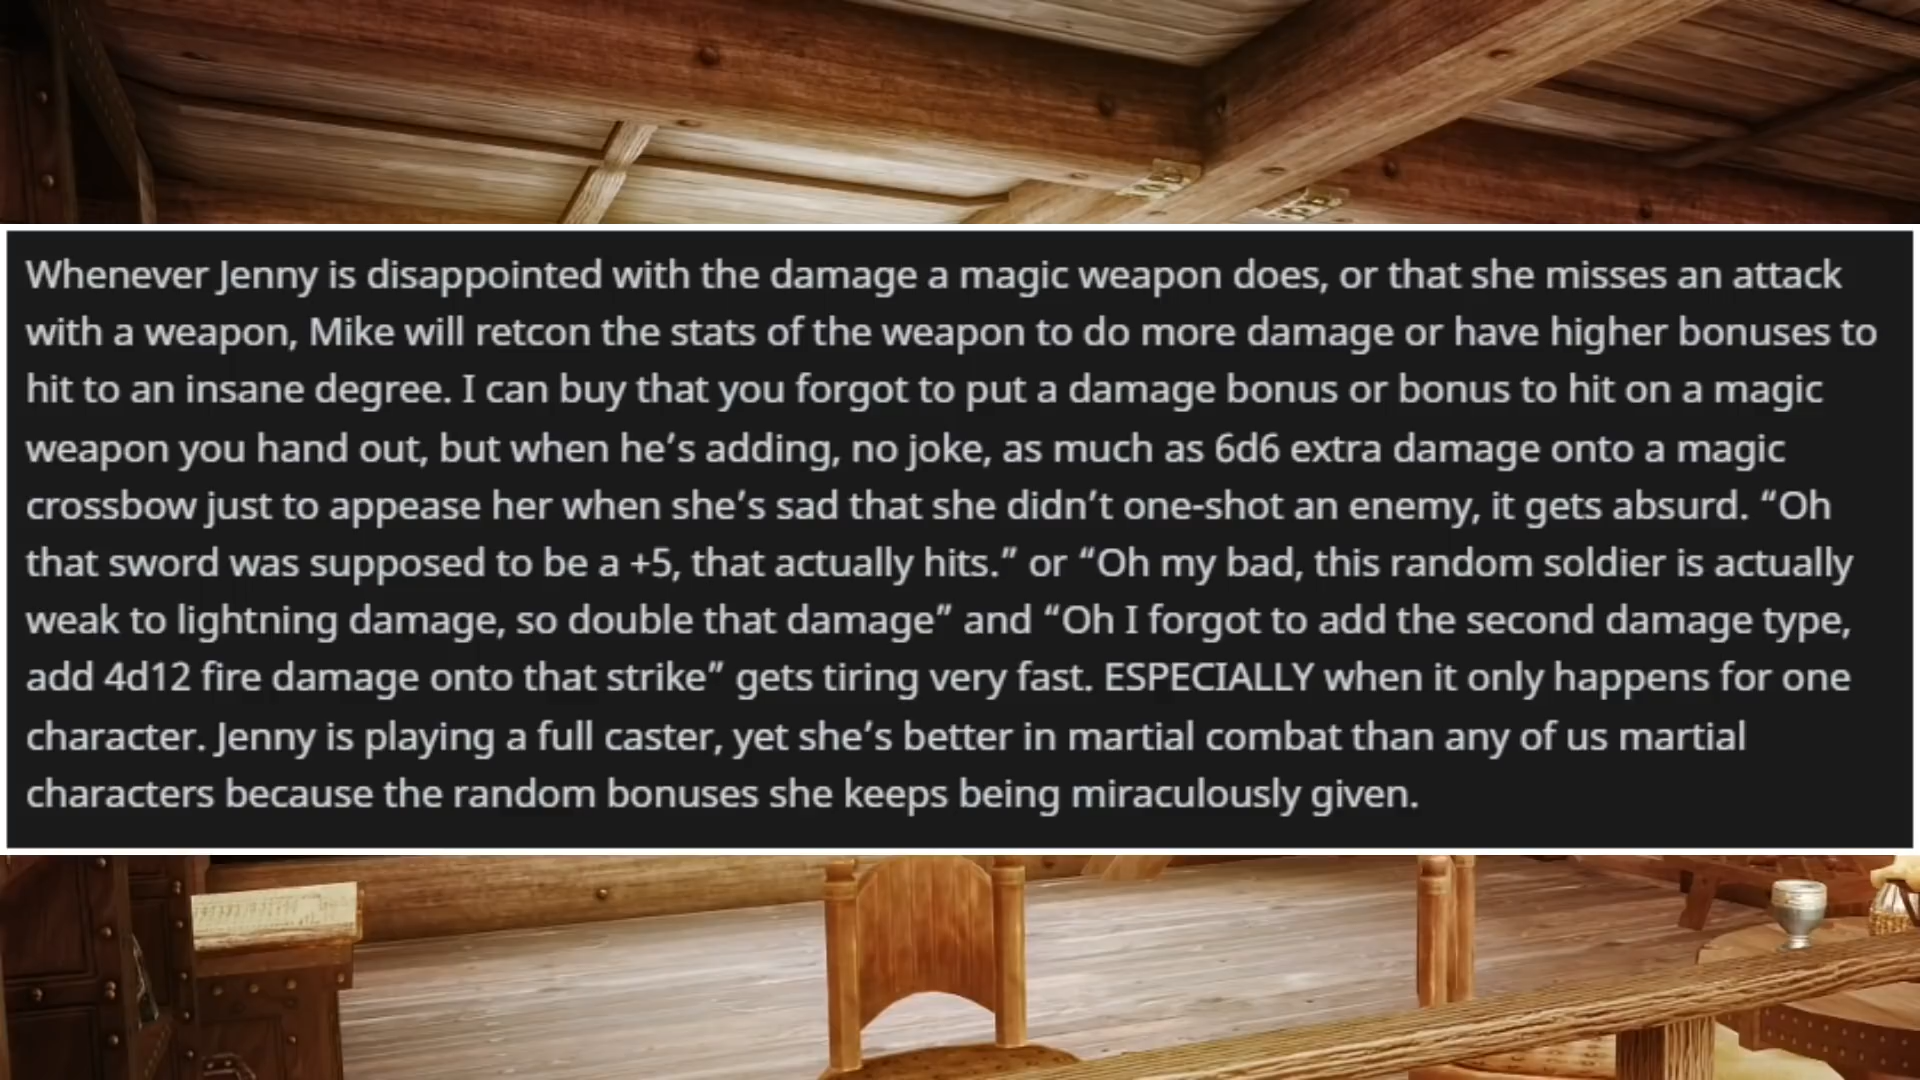 Whenever Jenny is disappointed with the damage a magic weapon does, or that she misses an attack
with a weapon, Mike will retcon the stats of the weapon to do more damage or have higher bonuses to
hit to an insane degree. I can buy that you forgot to put a damage bonus or bonus to hit on a magic
weapon you hand out, but when he’s adding, no joke, as much as 6d6 extra damage onto a magic
crossbow just to appease her when she’s sad that she didn’t one-shot an enemy, it gets absurd. “Oh
that sword was supposed to be a +5, that actually hits.” or “Oh my bad, this random soldier is actually
weak to lightning damage, so double that damage” and “Oh I forgot to add the second damage type,
add 4d12 fire damage onto that strike” gets tiring very fast. ESPECIALLY when it only happens for one
character. Jenny is playing a full caster, yet she’s better in martial combat than any of us martial
characters because the random bonuses she keeps being miraculously given.